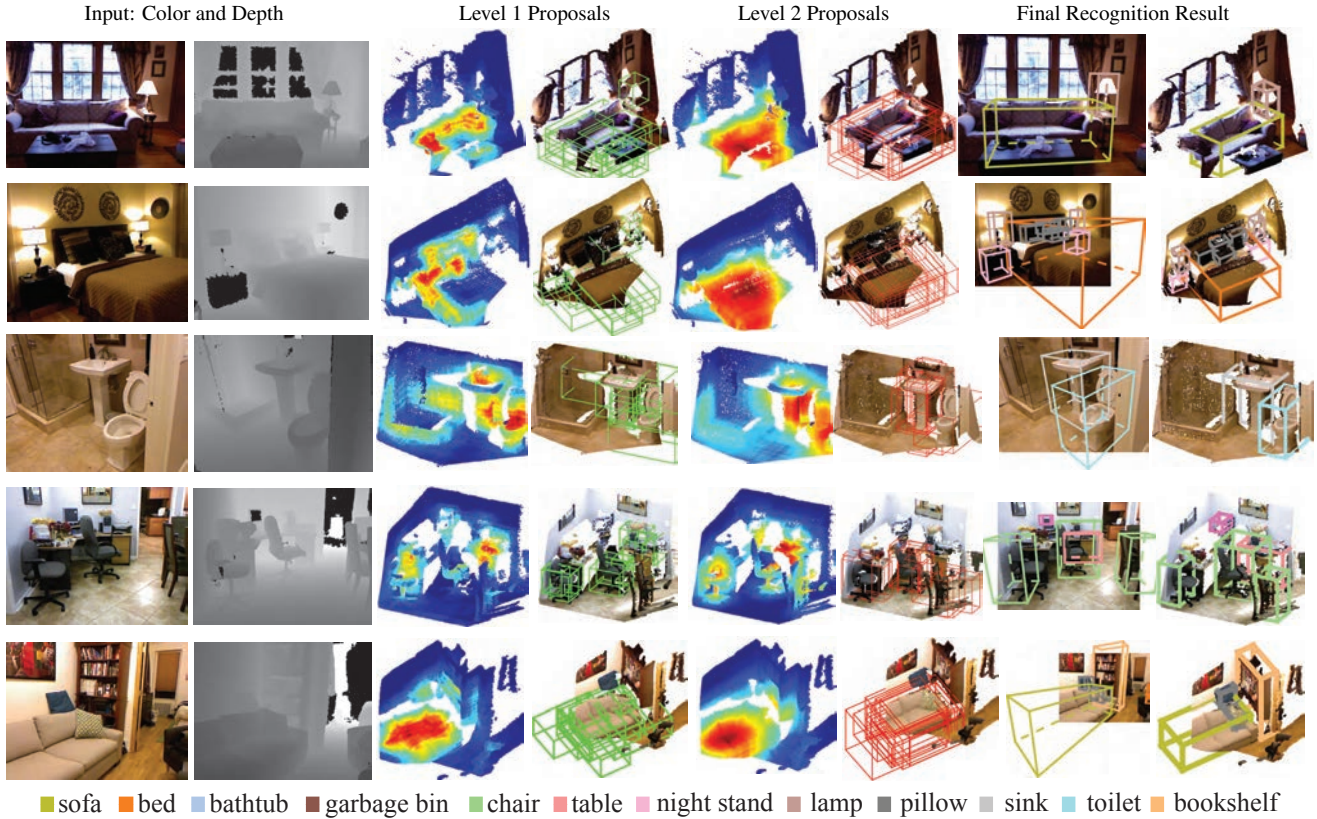 Input: Color and Depth Level 1 Proposals Level 2 Proposals Final Recognition Result
sofa bed bathtub garbage bin chair table night stand lamp pillow sink toilet bookshelf